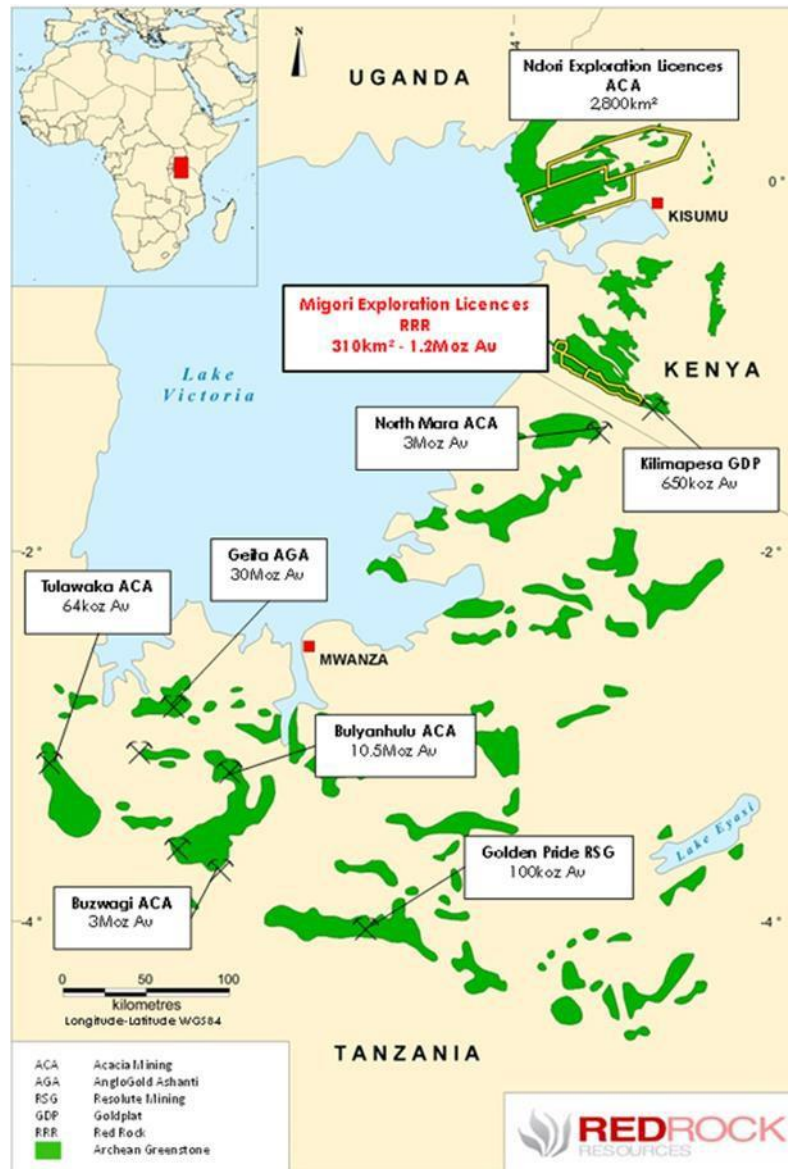 N
UGANDA
34°
Ndori Exploration Licences
ACA
2,800km²
0°
KISUMU
Migori Exploration Licences
RRR
310km² - 1.2Moz Au
KENYA
Lake
Victoria
North Mara ACA
3Moz Au
Kilimapesa GDP
650koz Au
-2°
-2°
Geita AGA
30Moz Au
Tulawaka ACA
64koz Au
MWANZA
Bulyanhulu ACA
10.5Moz Au
Lake Eyasi
Golden Pride RSG
100koz Au
Buzwagi ACA
3Moz Au
-4°
-4°
0 50 100
kilometres
Longitude-Latitude WGS84
TANZANIA
ACA Acacia Mining
AGA AngloGold Ashanti
RSG Resolute Mining
GDP Goldplat
RRR Red Rock
Archean Greenstone
REDROCK
RESOURCES